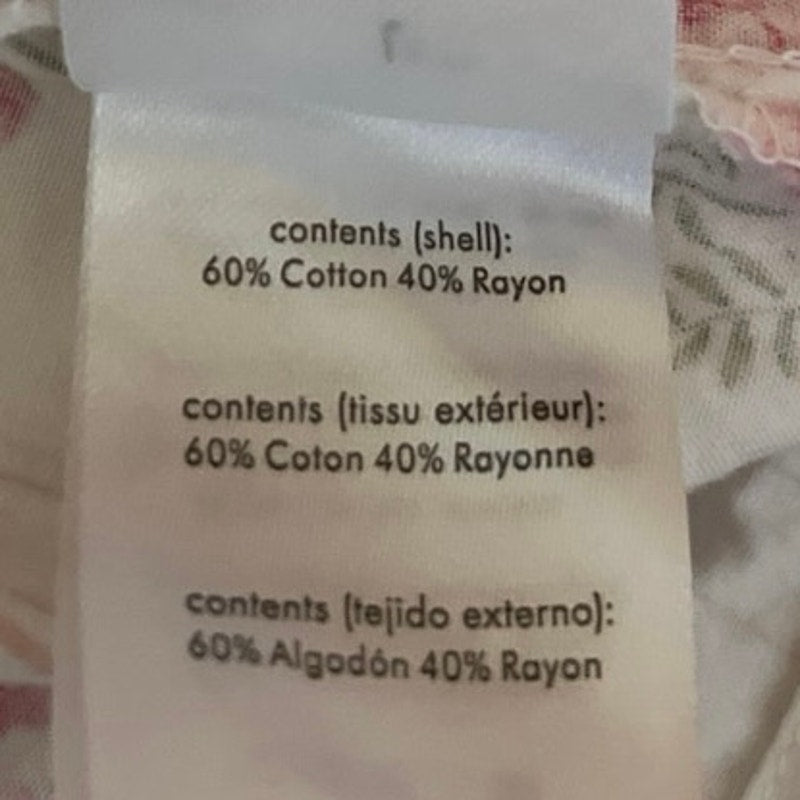 contents (shell):
60% Cotton 40% Rayon
contents (tissu extérieur):
60% Coton 40% Rayonne
contents (tejido externo):
60% Algodón 40% Rayon